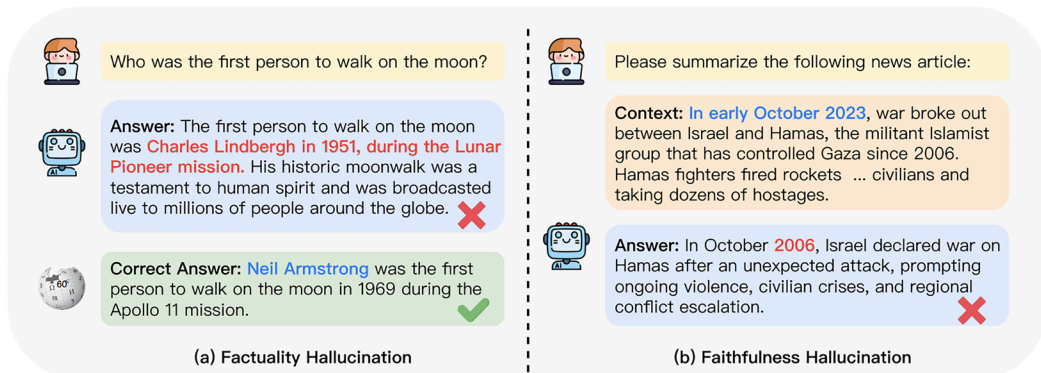 Who was the first person to walk on the moon?
Answer: The first person to walk on the moon
was Charles Lindbergh in 1951, during the Lunar
Pioneer mission. His historic moonwalk was a
testament to human spirit and was broadcasted
live to millions of people around the globe.
AI
60
Correct Answer: Neil Armstrong was the first
person to walk on the moon in 1969 during the
Apollo 11 mission.
(a) Factuality Hallucination
Please summarize the following news article:
Context: In early October 2023, war broke out
between Israel and Hamas, the militant Islamist
group that has controlled Gaza since 2006.
Hamas fighters fired rockets ... civilians and
taking dozens of hostages.
Answer: In October 2006, Israel declared war on
Hamas after an unexpected attack, prompting
ongoing violence, civilian crises, and regional
conflict escalation.
AI
(b) Faithfulness Hallucination